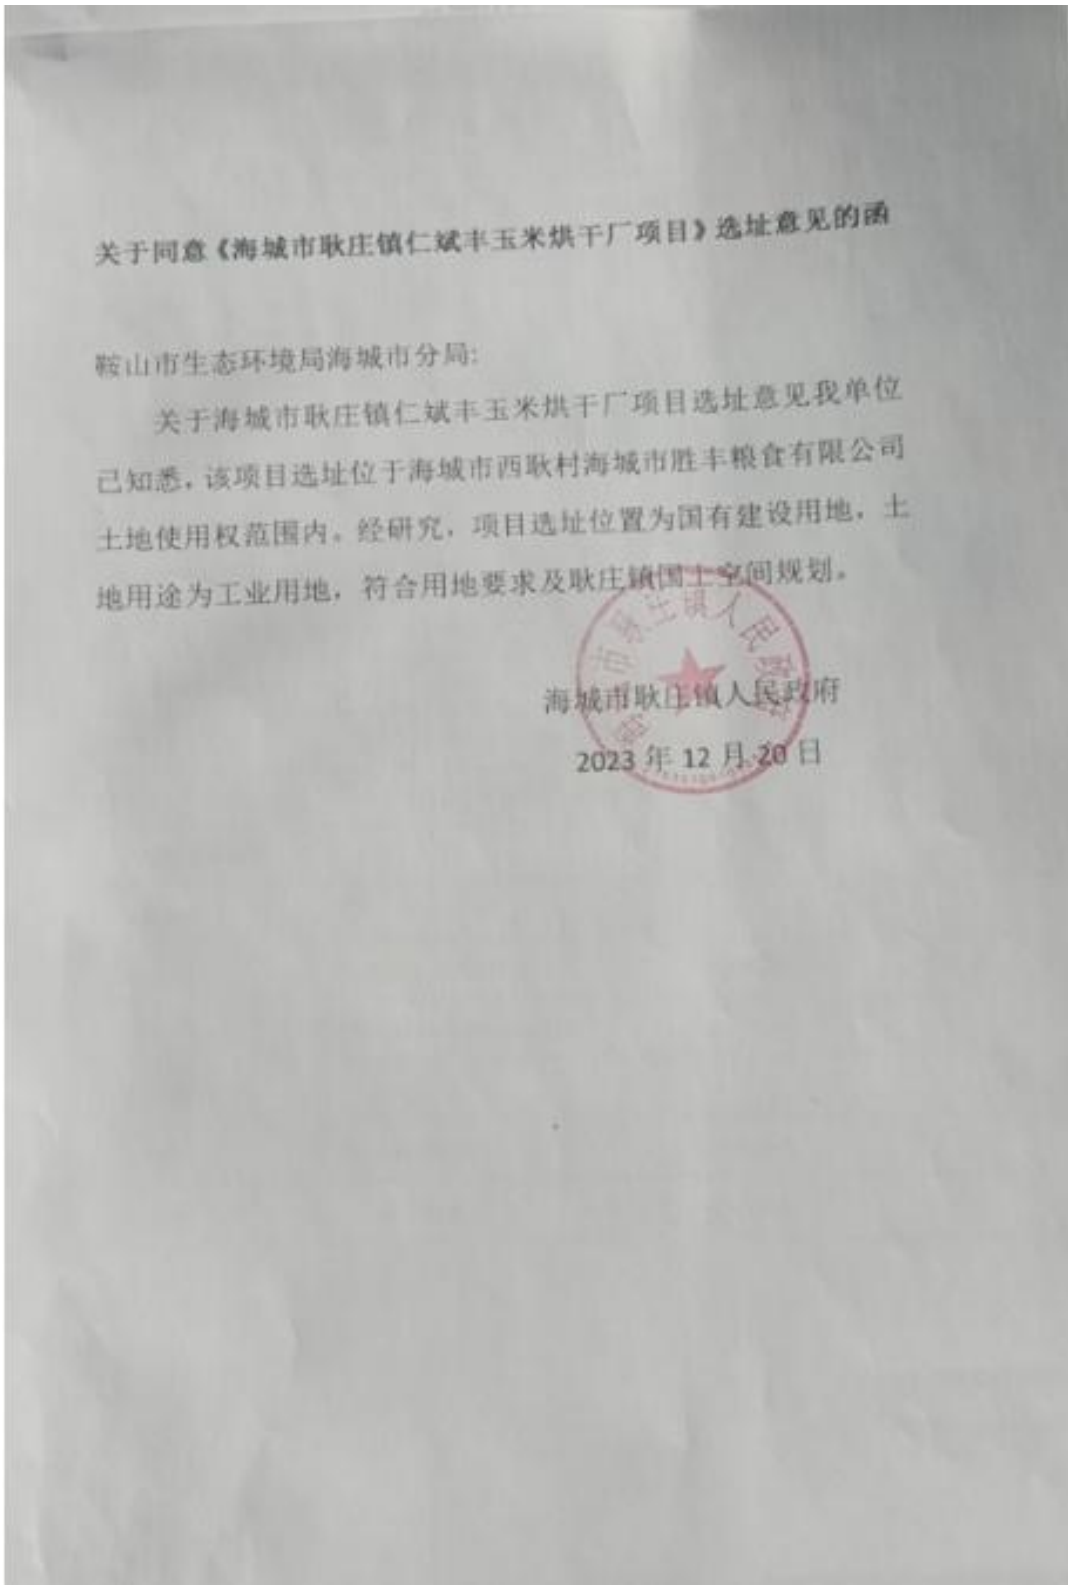 关于同意《海城市耿庄镇仁斌丰玉米烘干厂项目》选址意见的函
鞍山市生态环境局海城市分局:
关于海城市耿庄镇仁斌丰玉米烘干厂项目选址意见我单位
已知悉，该项目选址位于海城市西耿村海城市胜丰粮食有限公司
土地使用权范围内。经研究，项目选址位置为国有建设用地，土
地用途为工业用地，符合用地要求及耿庄镇国土空间规划。
海城市耿庄镇人民政府
2023 年 12 月 20 日